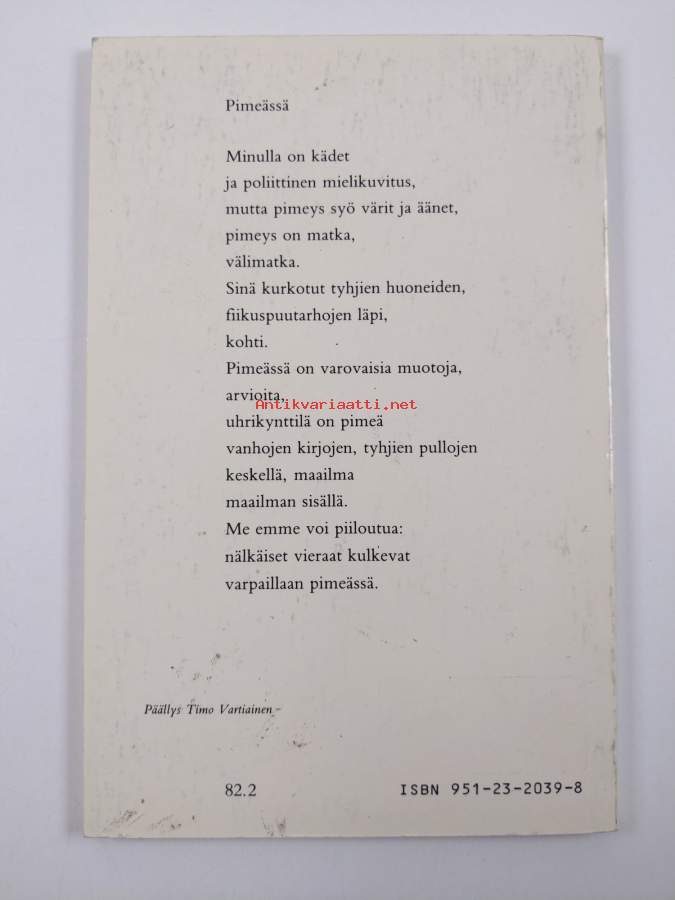 Pimeässä
Minulla on kädet
ja poliittinen mielikuvitus,
mutta pimeys syö värit ja äänet,
pimeys on matka,
välimatka.
Sinä kurkotut tyhjien huoneiden,
fiikuspuutarhojen läpi,
kohti.
Pimeässä on varovaisia muotoja,
arvioita,
Antikvariaatti.net
uhrikynttilä on pimeä
vanhojen kirjojen, tyhjien pullojen
keskellä, maailma
maailman sisällä.
Me emme voi piiloutua:
nälkäiset vieraat kulkevat
varpaillaan pimeässä.
Päällys Timo Vartiainen
82.2
ISBN 951-23-2039-8